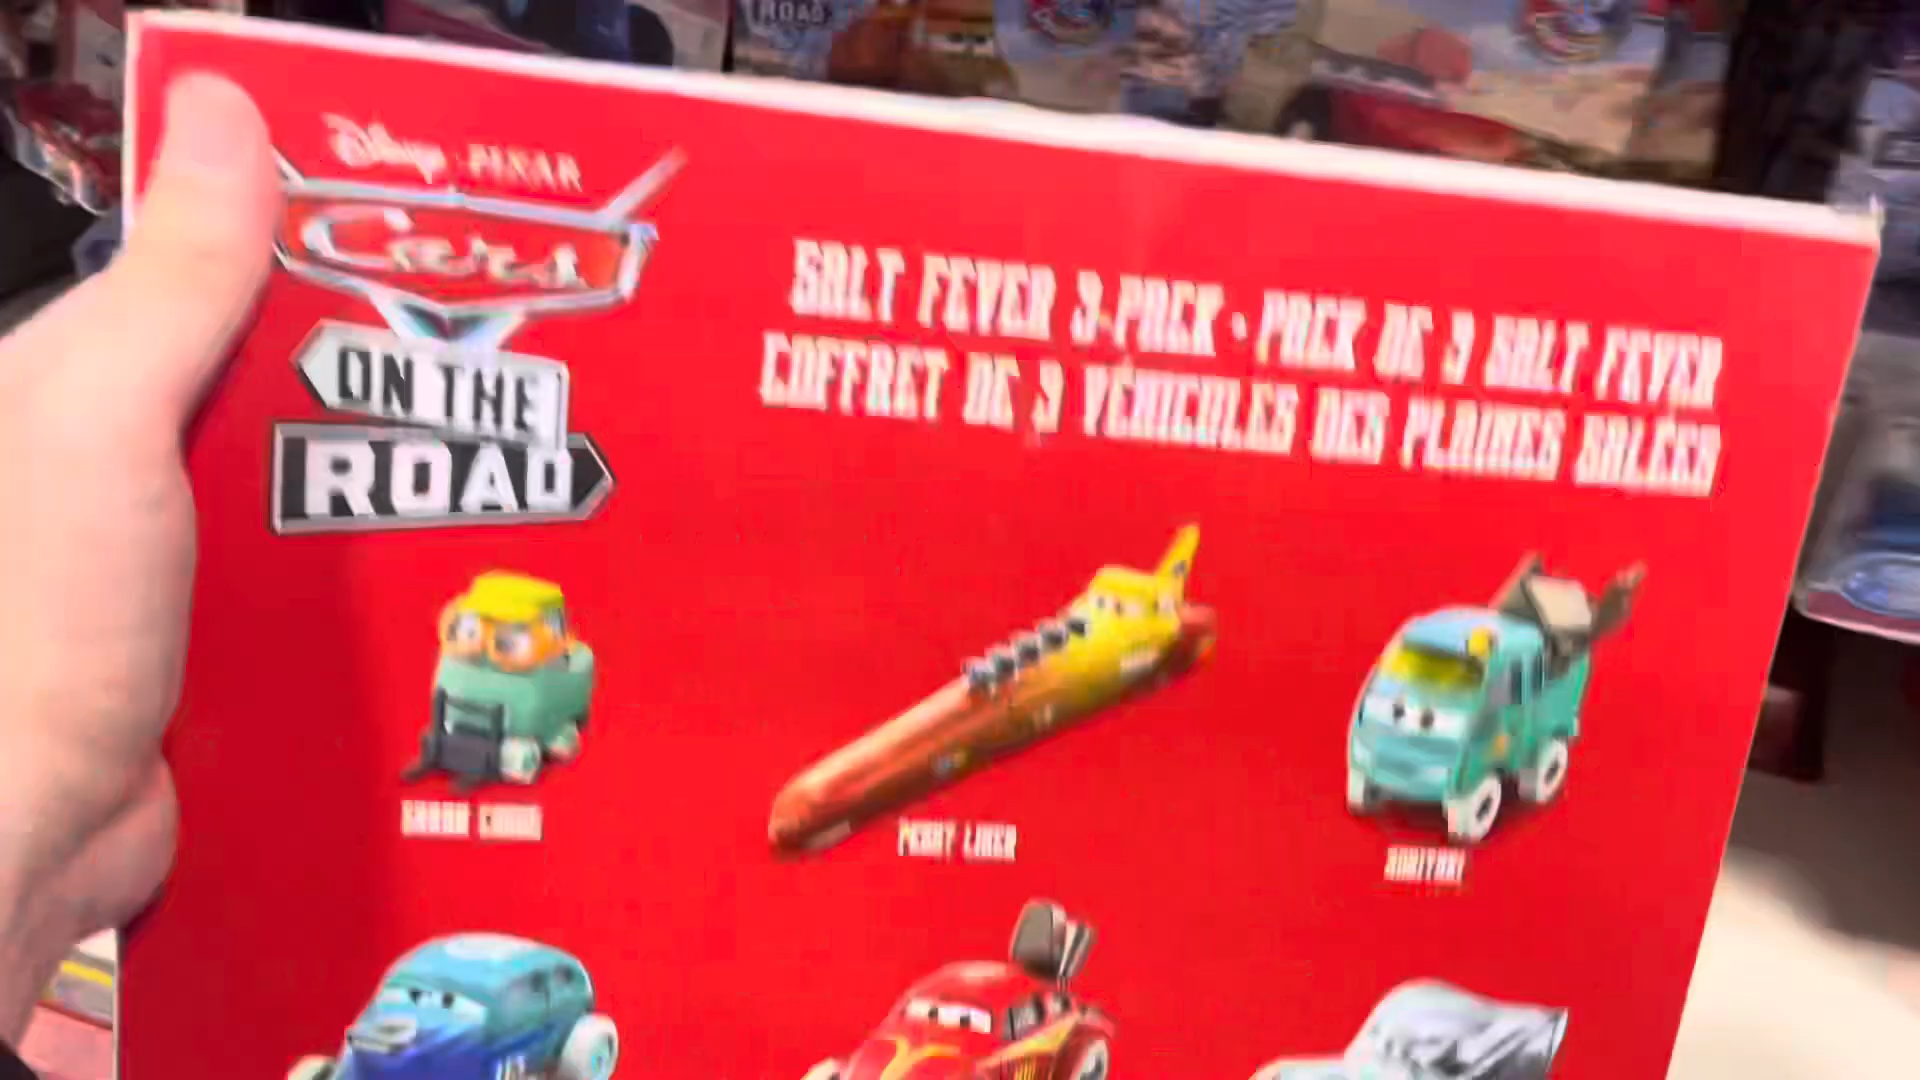 Disney · PIXAR
Cars
ON THE
ROAD
SALT FEVER 3-PACK · PACK DE 3 SALT FEVER
COFFRET DE 3 VÉHICULES DES PLAINES SALÉES
ROAD